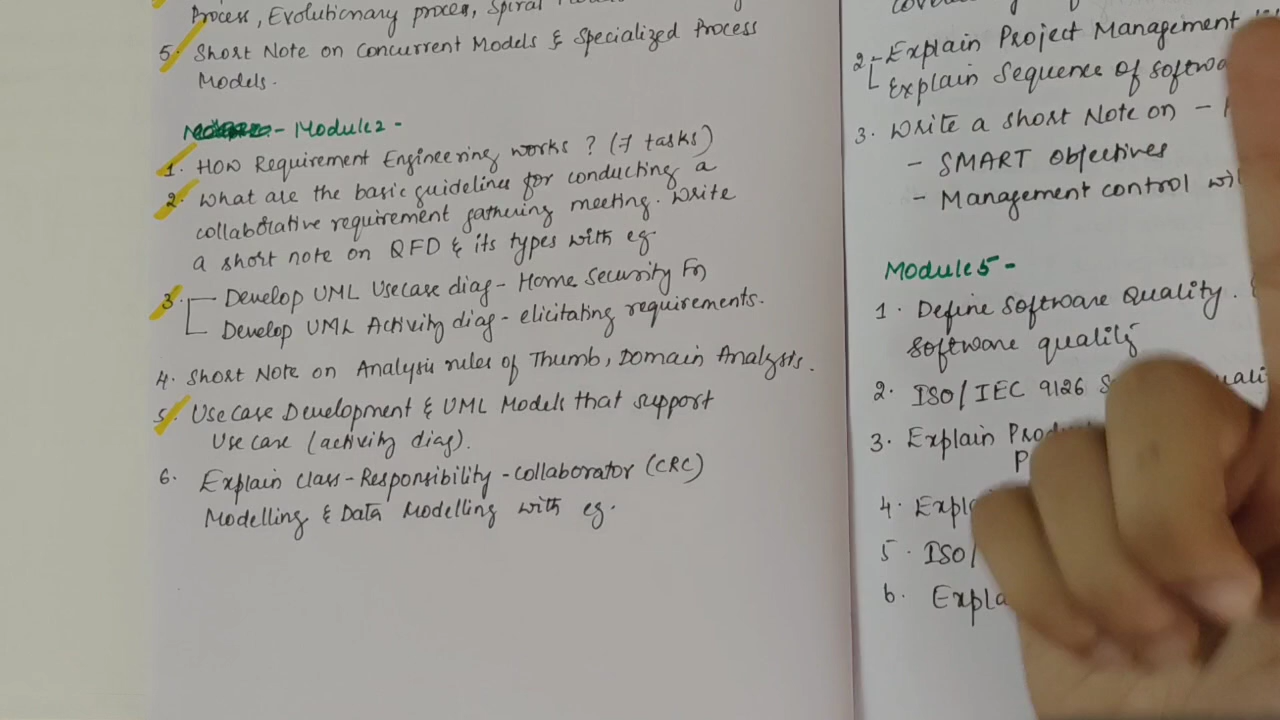 Process, Evolutionary process, Spiral
5. Short Note on Concurrent Models & Specialized Process
Models.
- Module 2 -
1. How Requirement Engineering works ? (7 tasks)
2. What are the basic guidelines for conducting a
collaborative requirement gathering meeting. Write
a short note on QFD & its types with eg.
3. Develop UML Usecase diag - Home Security Fn
Develop UML Activity diag - elicitating requirements.
4. Short Note on Analysis rules of Thumb, Domain Analysis.
5. Use case Development & UML Models that support
Use case (activity diag).
6. Explain Class - Responsibility - Collaborator (CRC)
Modelling & Data Modelling with eg.
2. Explain Project Management
Explain Sequence of
3. Write a short Note on -
- SMART Objectives
- Management control
Module 5 -
1. Define Software Quality.
Software quality
2. ISO/IEC 9126
3. Explain
4.
5. ISO/
6.